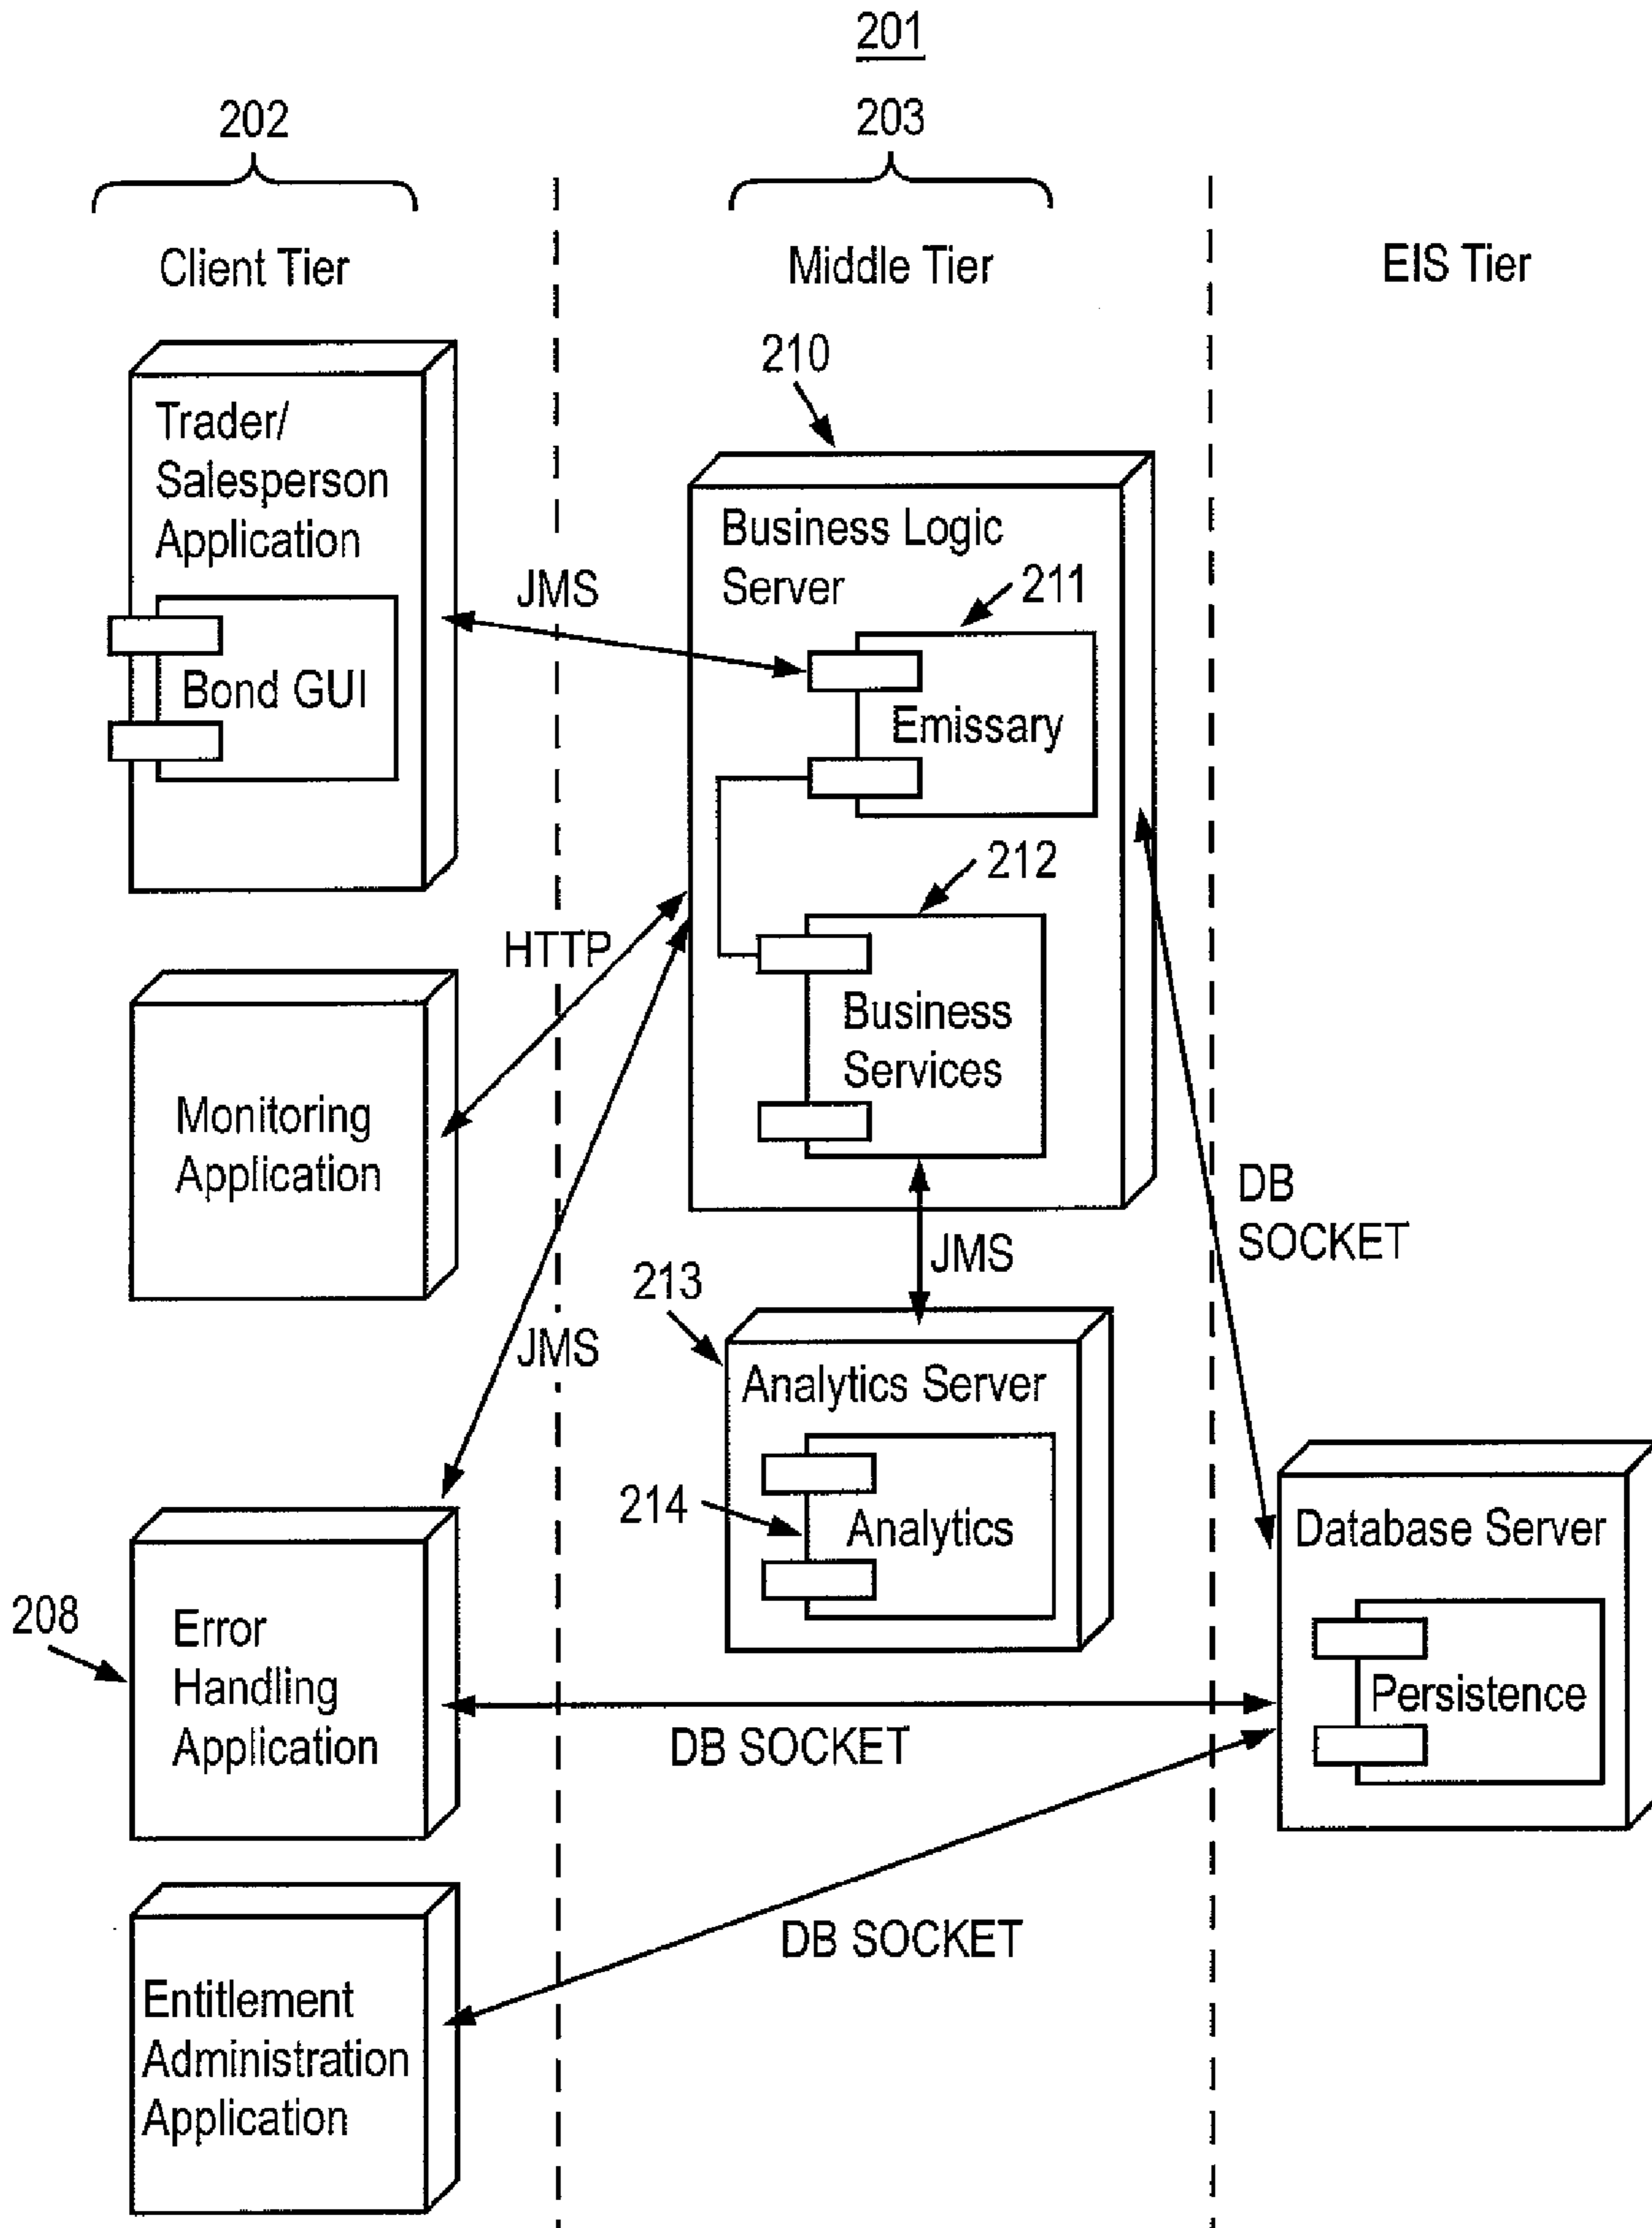 201
202
203
Client Tier
Middle Tier
EIS Tier
210
Trader/
Salesperson
Application
Bond GUI
JMS
Business Logic
Server
211
Emissary
212
Business
Services
HTTP
Monitoring
Application
JMS
DB
SOCKET
213
JMS
Analytics Server
214
Analytics
Database Server
Persistence
208
Error
Handling
Application
DB SOCKET
DB SOCKET
Entitlement
Administration
Application